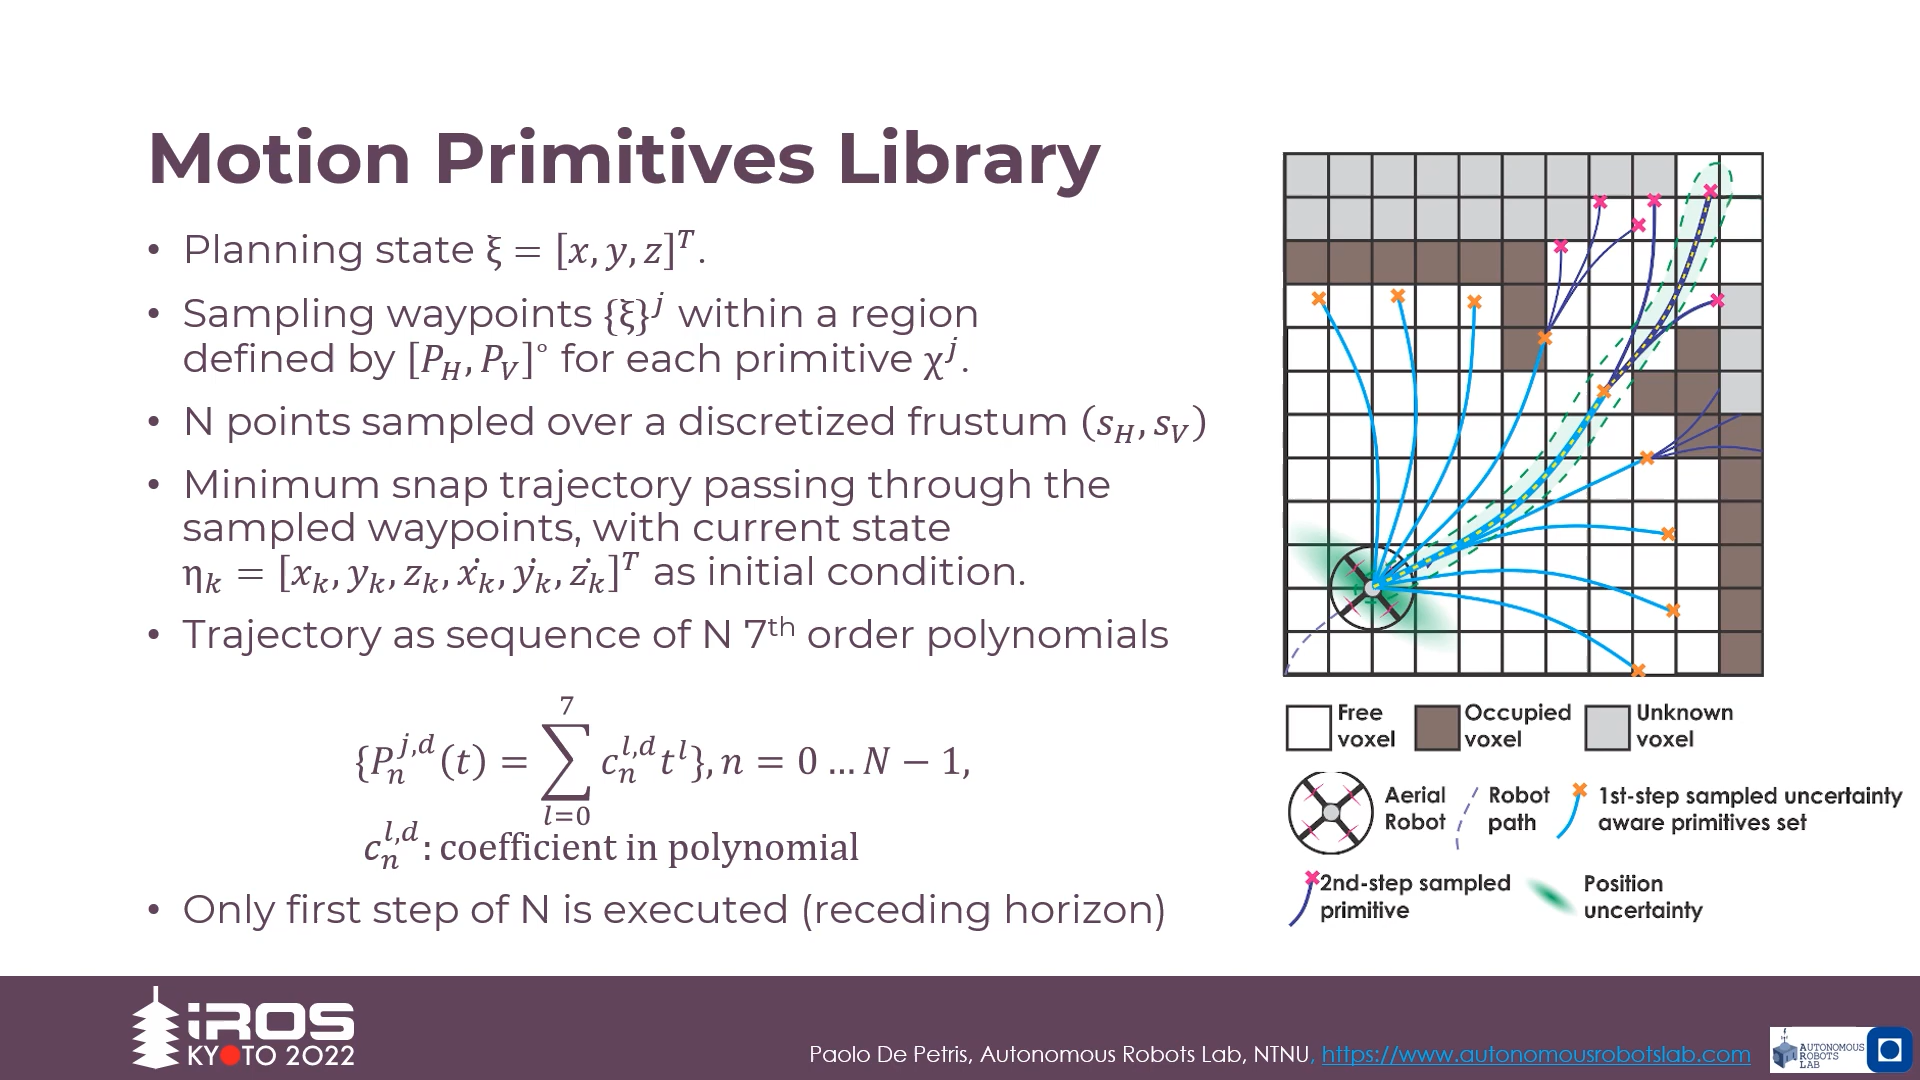 Motion Primitives Library
• Planning state ξ = [x, y, z]ᵀ.
• Sampling waypoints {ξ}ʲ within a region
defined by [P_H, P_V]° for each primitive χʲ.
• N points sampled over a discretized frustum (s_H, s_V)
• Minimum snap trajectory passing through the
sampled waypoints, with current state
η_k = [x_k, y_k, z_k, ẋ_k, ẏ_k, ż_k]ᵀ as initial condition.
• Trajectory as sequence of N 7th order polynomials
{P_n^{j,d}(t) = ∑_{l=0}^{7} c_n^{l,d} t^l}, n = 0 … N − 1,
c_n^{l,d}: coefficient in polynomial
• Only first step of N is executed (receding horizon)
Free
voxel
Occupied
voxel
Unknown
voxel
Aerial
Robot
Robot
path
1st-step sampled uncertainty
aware primitives set
2nd-step sampled
primitive
Position
uncertainty
iROS
KYOTO 2022
Paolo De Petris, Autonomous Robots Lab, NTNU, https://www.autonomousrobotslab.com
AUTONOMOUS
ROBOTS
LAB